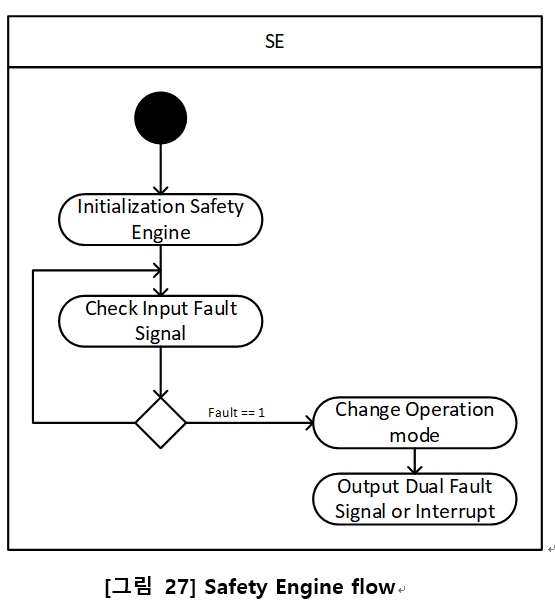 SE
Initialization Safety
Engine
Check Input Fault
Signal
Fault == 1
Change Operation
mode
Output Dual Fault
Signal or Interrupt
[그림 27] Safety Engine flow